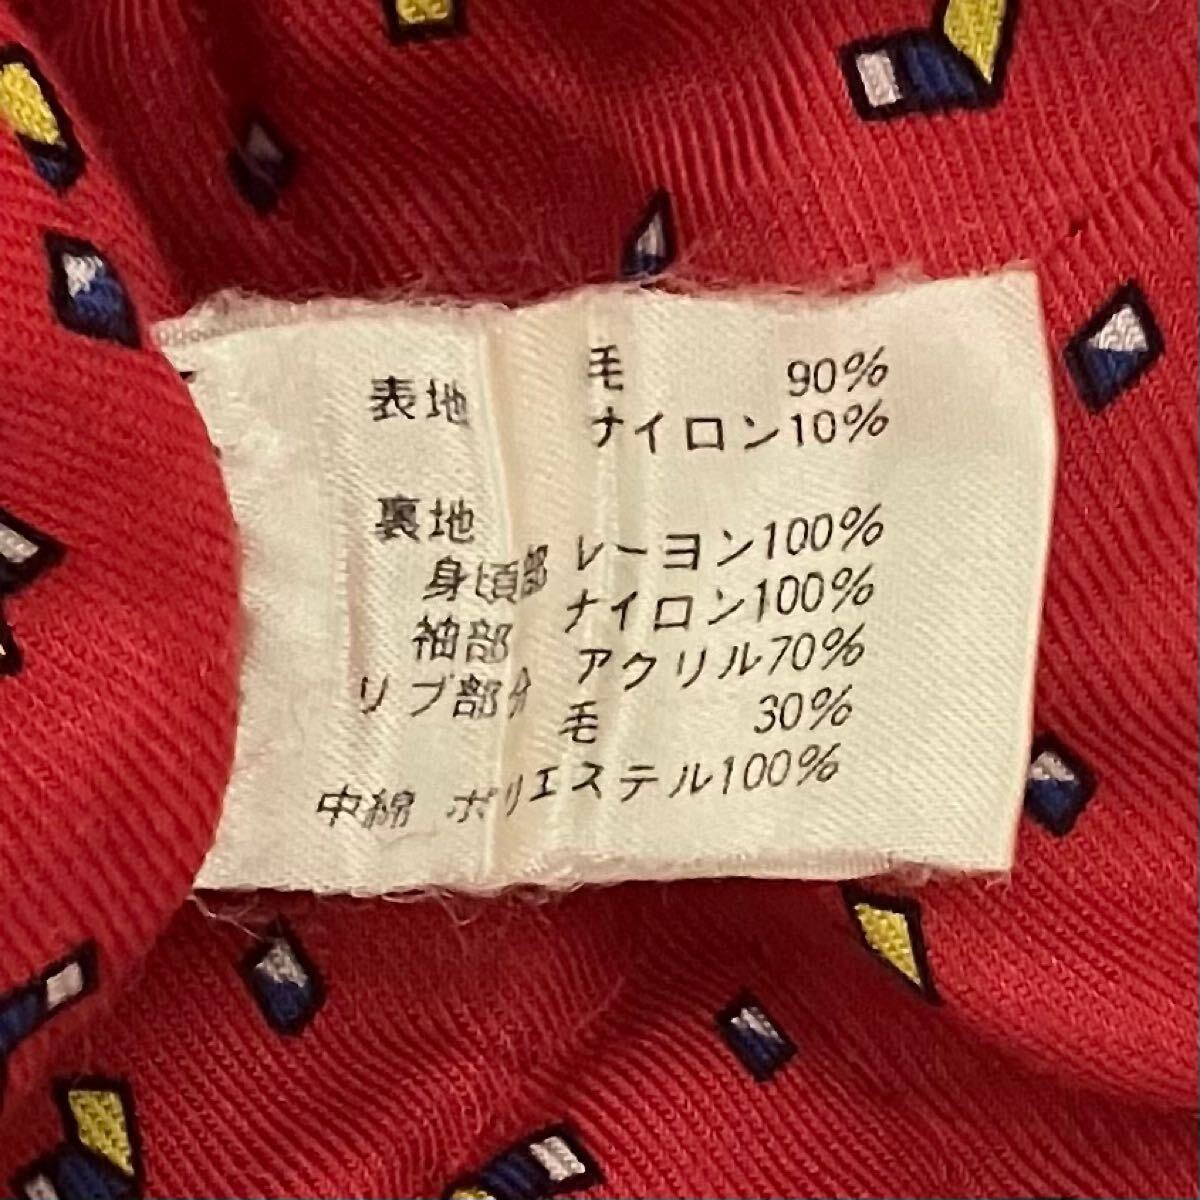 表地 毛 90%
ナイロン10%
裏地
身頃部 レーヨン100%
袖部 ナイロン100%
リブ部分 アクリル70%
毛 30%
中綿 ポリエステル100%